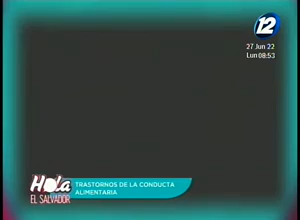 12
27 Jun 22
Lun 08:53
Hola
EL SALVADOR
TRASTORNOS DE LA CONDUCTA
ALIMENTARIA